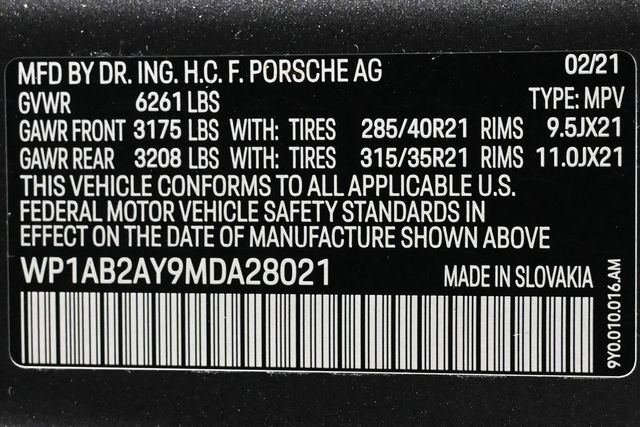 MFD BY DR. ING. H.C. F. PORSCHE AG 02/21
GVWR 6261 LBS TYPE: MPV
GAWR FRONT 3175 LBS WITH: TIRES 285/40R21 RIMS 9.5JX21
GAWR REAR 3208 LBS WITH: TIRES 315/35R21 RIMS 11.0JX21
THIS VEHICLE CONFORMS TO ALL APPLICABLE U.S.
FEDERAL MOTOR VEHICLE SAFETY STANDARDS IN
EFFECT ON THE DATE OF MANUFACTURE SHOWN ABOVE
WP1AB2AY9MDA28021 MADE IN SLOVAKIA
9Y0.010.016.AM